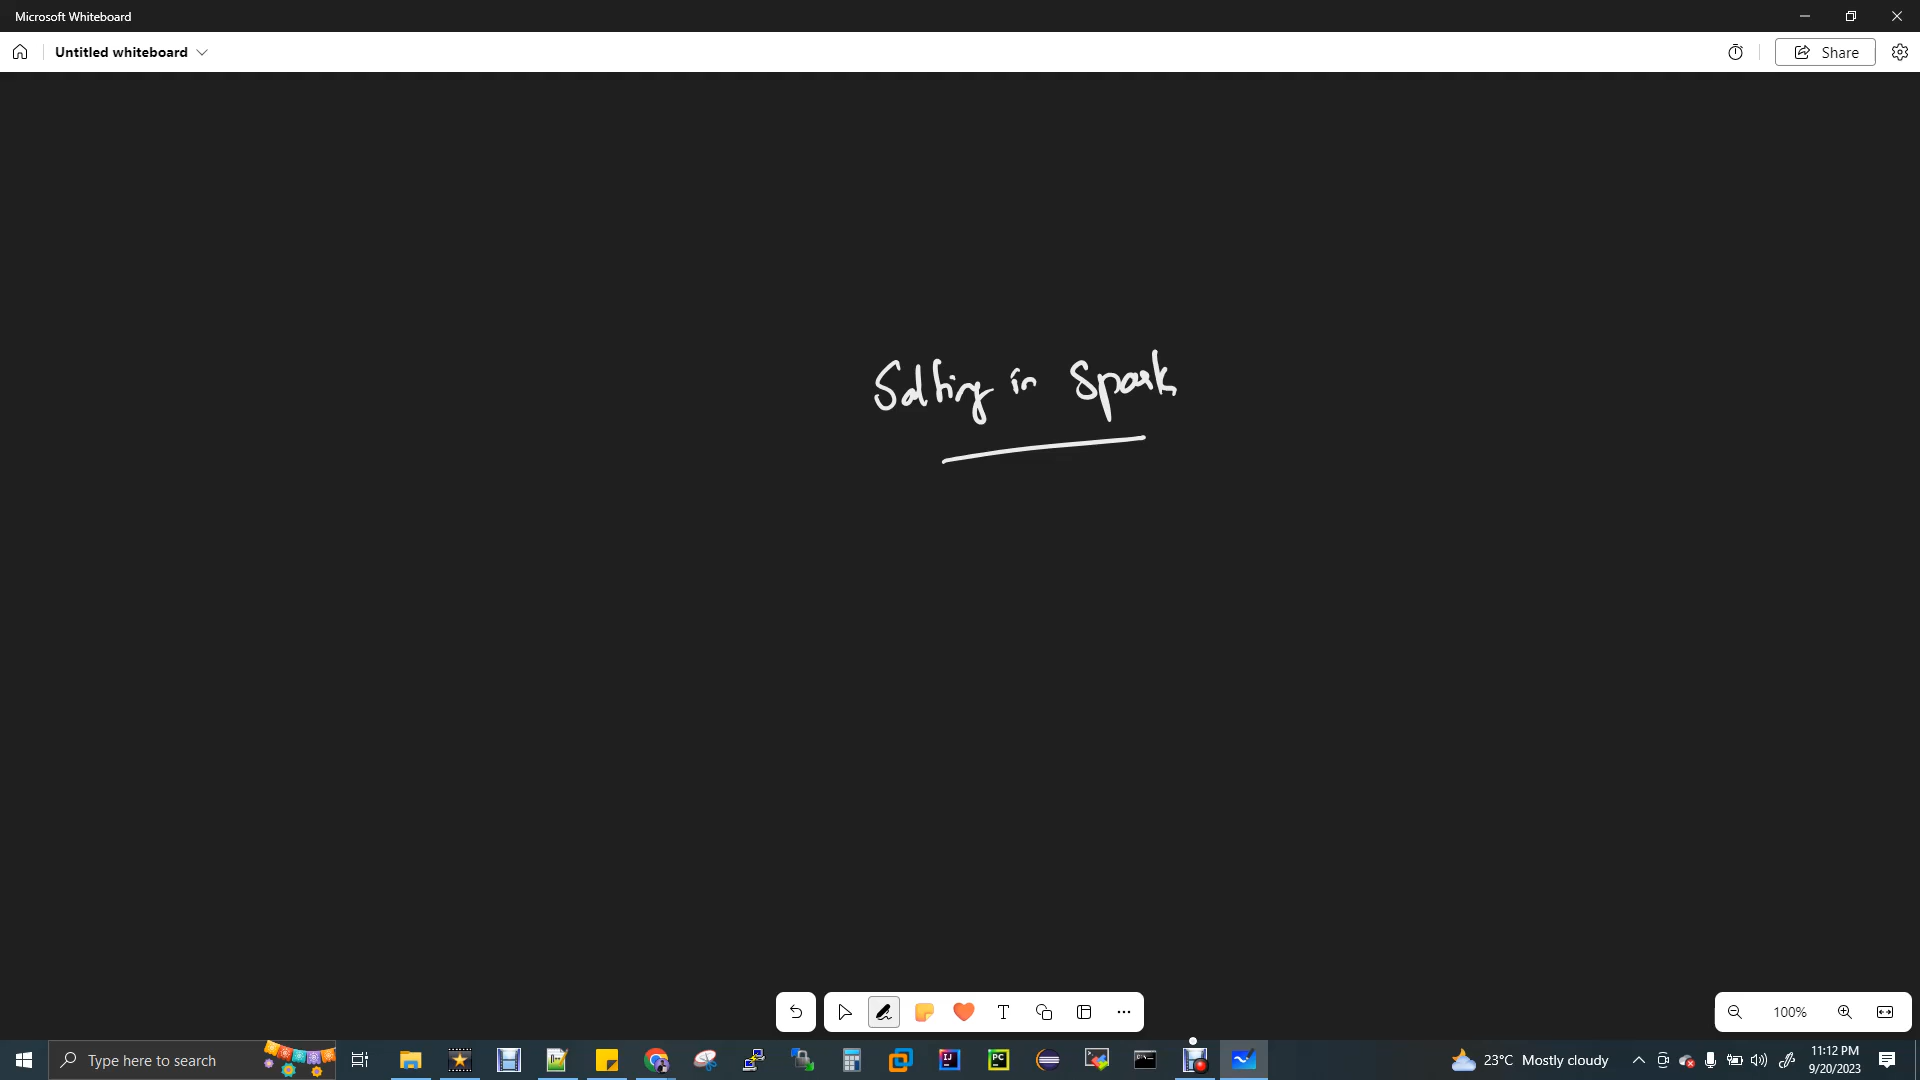 Microsoft Whiteboard
Untitled whiteboard
Share
Salting in Spark
100%
Type here to search
23°C Mostly cloudy
11:12 PM
9/20/2023